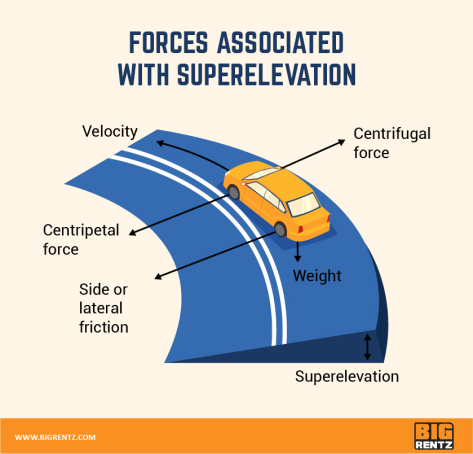 FORCES ASSOCIATED
WITH SUPERELEVATION
Velocity
Centrifugal
force
Centripetal
force
Weight
Side or
lateral
friction
Superelevation
WWW.BIGRENTZ.COM
BIG
RENTZ